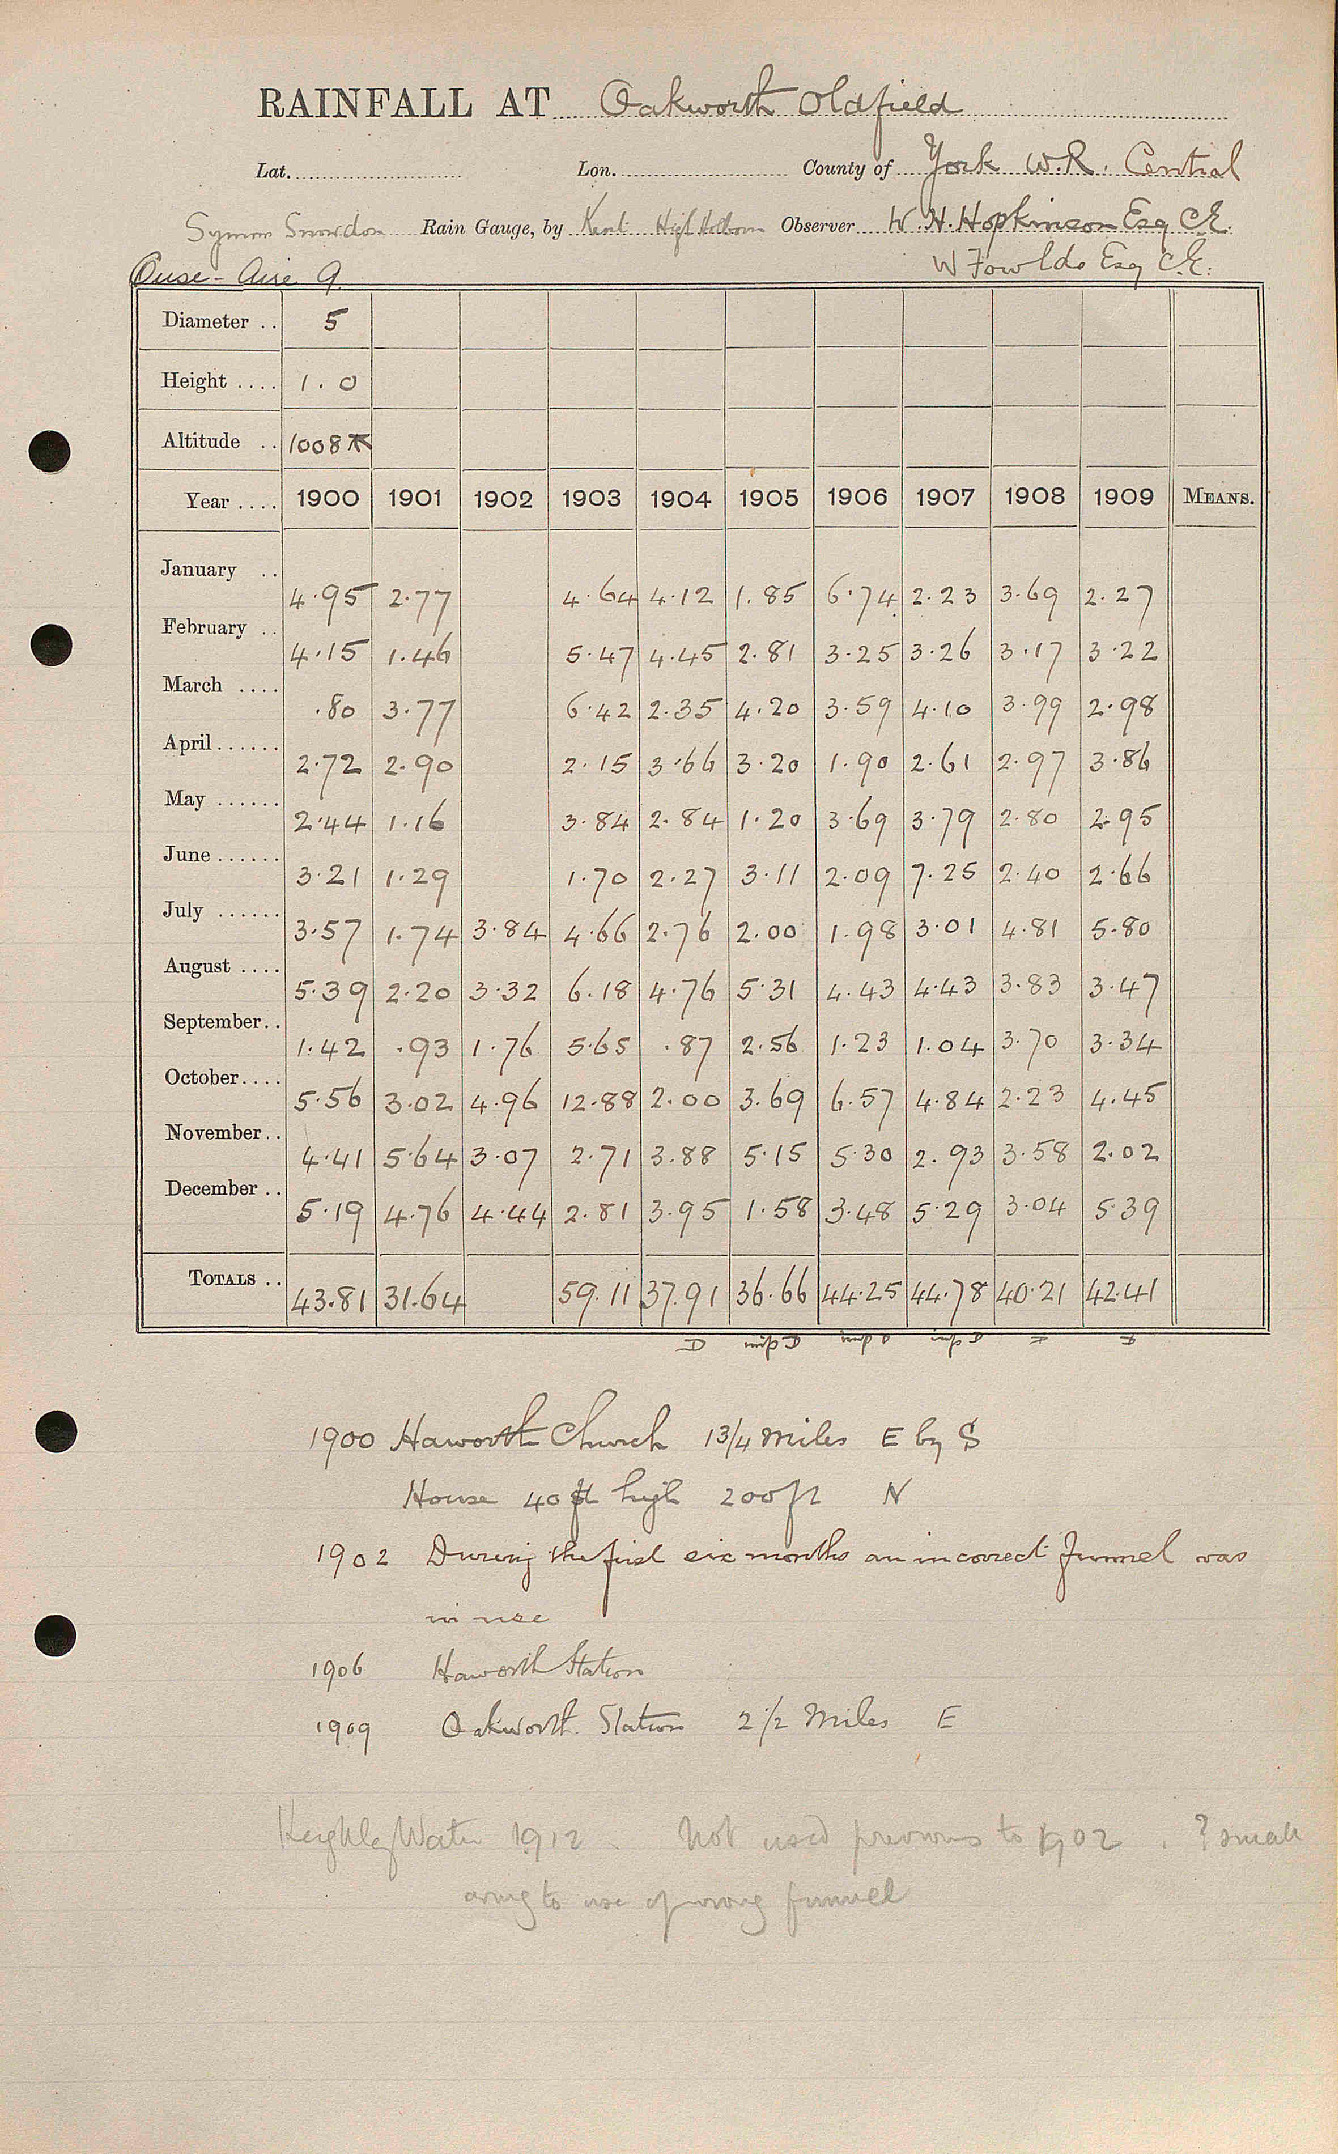 RAINFALL AT Oakworth Oldfield
Lat. Lon. County of York W.R. Central
Symons Snowdon Rain Gauge, by High Holborn Observer W. H. Hopkinson Esq C.E.
Ouse - Aire 9. W Fowlds Esq C.E.
Diameter .. 5
Height .... 1.0
Altitude .. 1008
Year .... 1900 1901 1902 1903 1904 1905 1906 1907 1908 1909 MEANS.
January .. 4.95 2.77 4.64 4.12 1.85 6.74 2.23 3.69 2.27
February .. 4.15 1.46 5.47 4.45 2.81 3.25 3.26 3.17 3.22
March .... .80 3.77 6.42 2.35 4.20 3.59 4.10 3.99 2.98
April...... 2.72 2.90 2.15 3.66 3.20 1.90 2.61 2.97 3.86
May ...... 2.44 1.16 3.84 2.84 1.20 3.69 3.79 2.80 2.95
June...... 3.21 1.29 1.70 2.27 3.11 2.09 7.25 2.40 2.66
July ...... 3.57 1.74 3.84 4.66 2.76 2.00 1.98 3.01 4.81 5.80
August .... 5.39 2.20 3.32 6.18 4.76 5.31 4.43 4.43 3.83 3.47
September.. 1.42 .93 1.76 5.65 .87 2.56 1.23 1.04 3.70 3.34
October.... 5.56 3.02 4.96 12.88 2.00 3.69 6.57 4.84 2.23 4.45
November.. 4.41 5.64 3.07 2.71 3.88 5.15 5.30 2.93 3.58 2.02
December .. 5.19 4.76 4.44 2.81 3.95 1.58 3.48 5.29 3.04 5.39
TOTALS .. 43.81 31.64 59.11 37.91 36.66 44.25 44.78 40.21 42.41
1900 Haworth Church 1 3/4 Miles E by S
House 40 ft high 200 ft N
1902 During the first six months an incorrect funnel was
in use
1906 Haworth Station
1909 Oakworth Station 2 1/2 Miles E
Keighley Water 1912. Not used previous to 1902. ? small
owing to use of wrong funnel